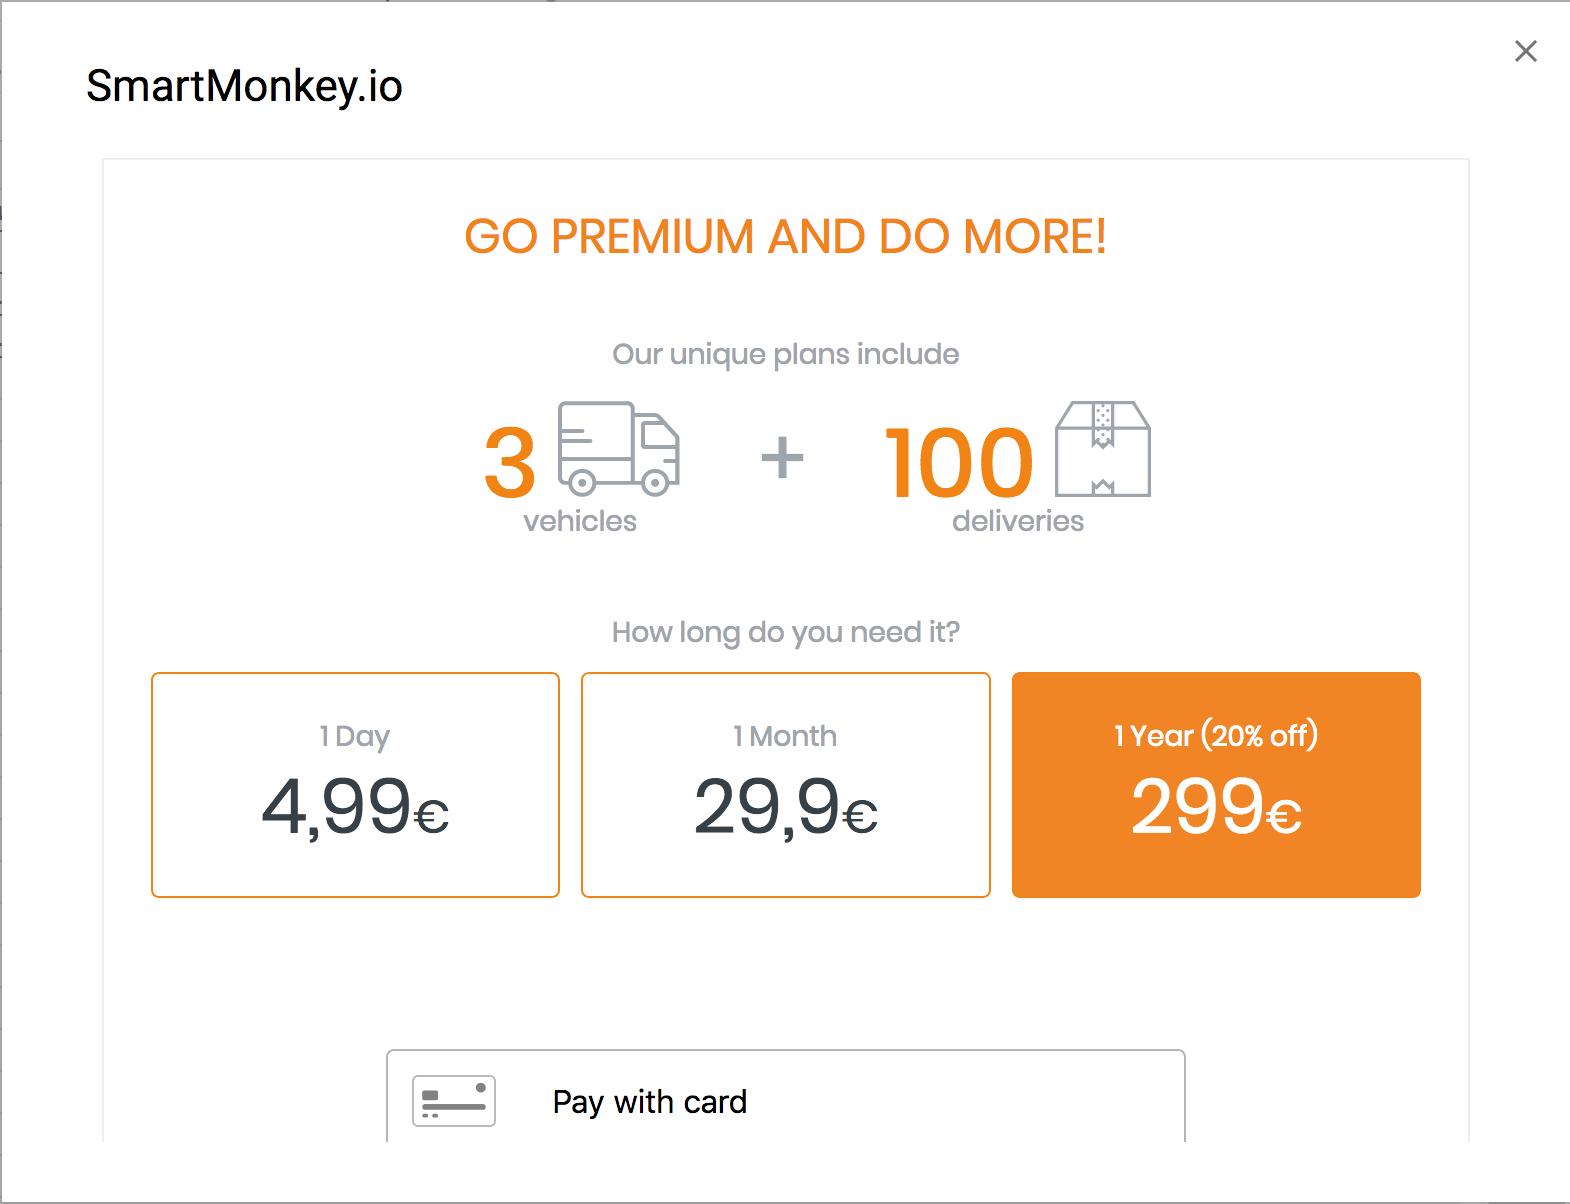 SmartMonkey.io
GO PREMIUM AND DO MORE!
Our unique plans include
3
vehicles
+
100
deliveries
How long do you need it?
1 Day
4,99€
1 Month
29,9€
1 Year (20% off)
299€
Pay with card